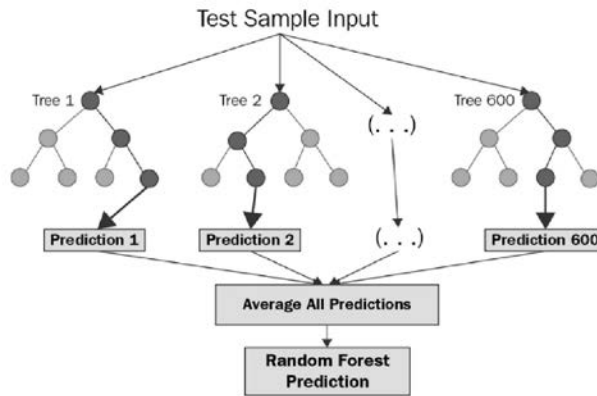 Test Sample Input
Tree 1
Tree 2
(. . .)
Tree 600
Prediction 1
Prediction 2
(. . .)
Prediction 600
Average All Predictions
Random Forest
Prediction